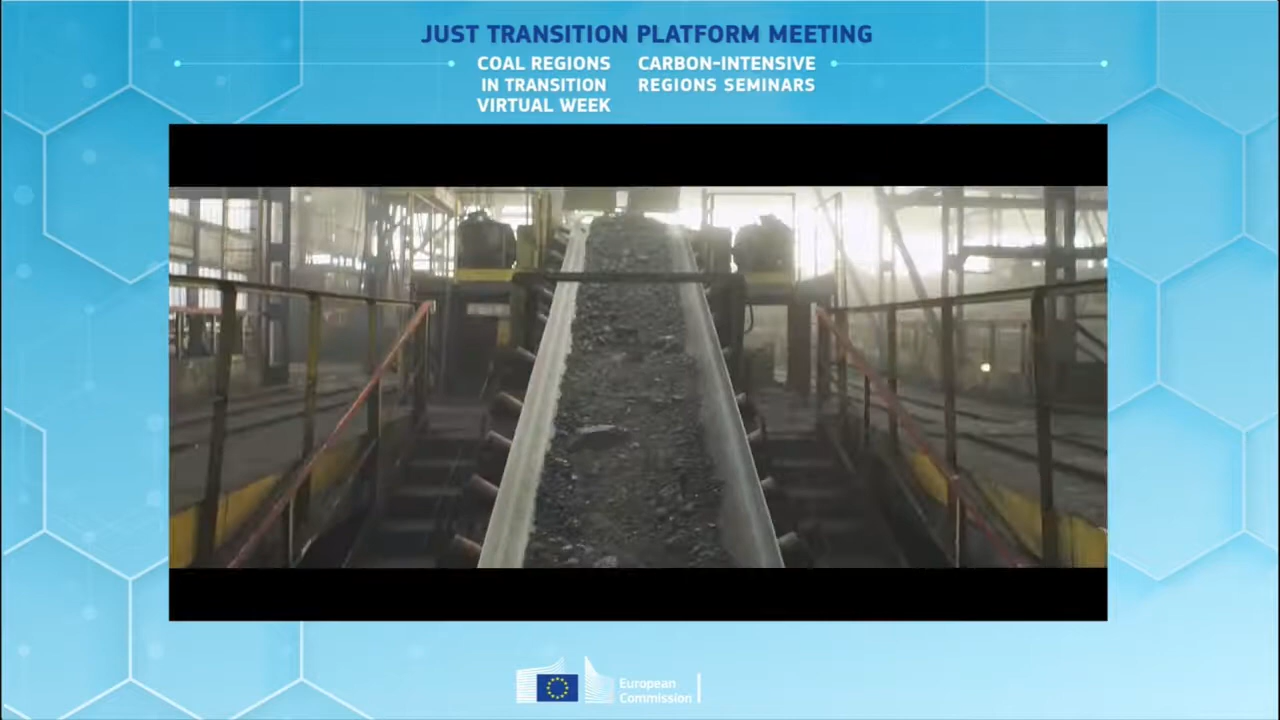 JUST TRANSITION PLATFORM MEETING
COAL REGIONS
IN TRANSITION
VIRTUAL WEEK
CARBON-INTENSIVE
REGIONS SEMINARS
European
Commission